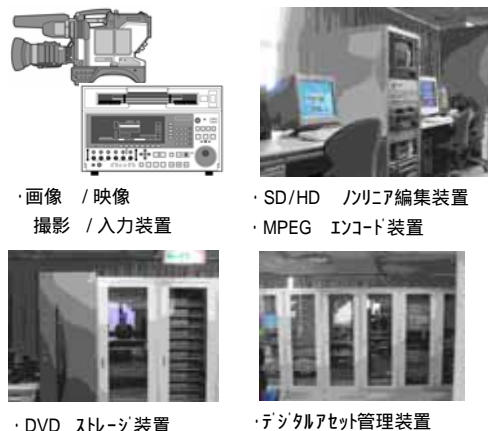 ·画像 / 映像
撮影 / 入力装置
· SD/HD ﾉﾝﾘﾆｱ編集装置
· MPEG ｴﾝｺｰﾄﾞ装置
· DVD ｽﾄﾚｰｼﾞ装置
·ﾃﾞｼﾞﾀﾙｱｾｯﾄ管理装置